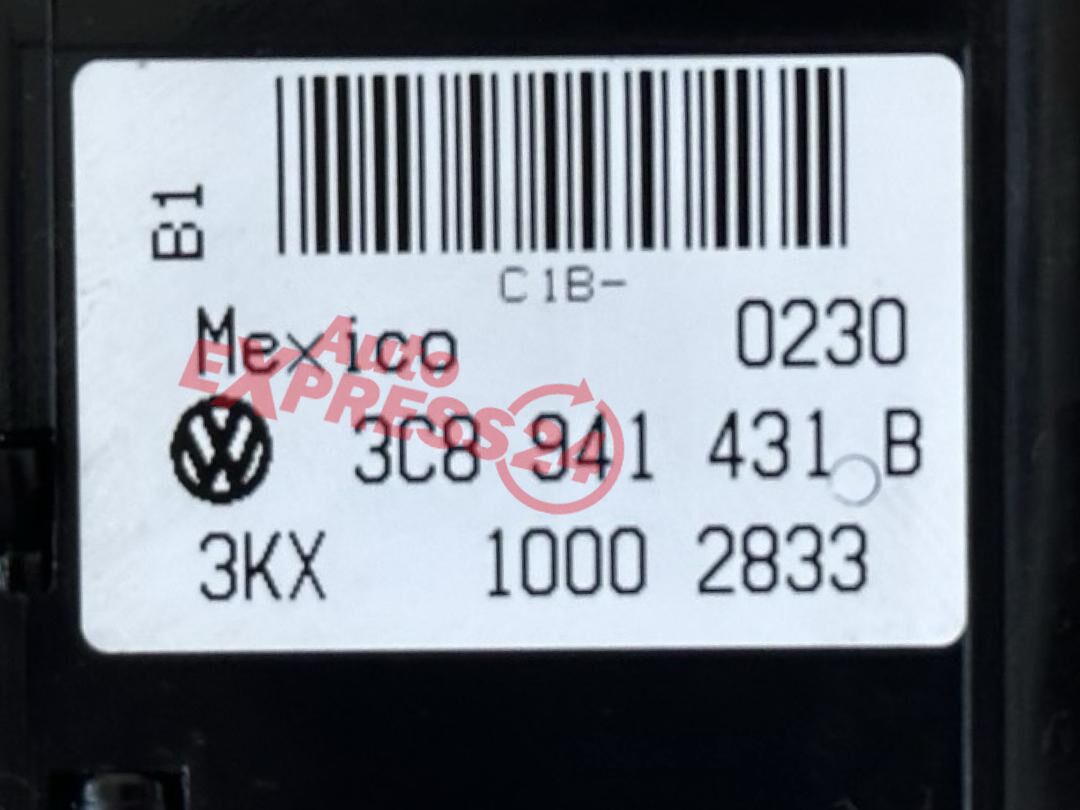 B1
C1B-
Mexico 0230
3C8 941 431 B
3KX 1000 2833
Auto
EXPRESS24